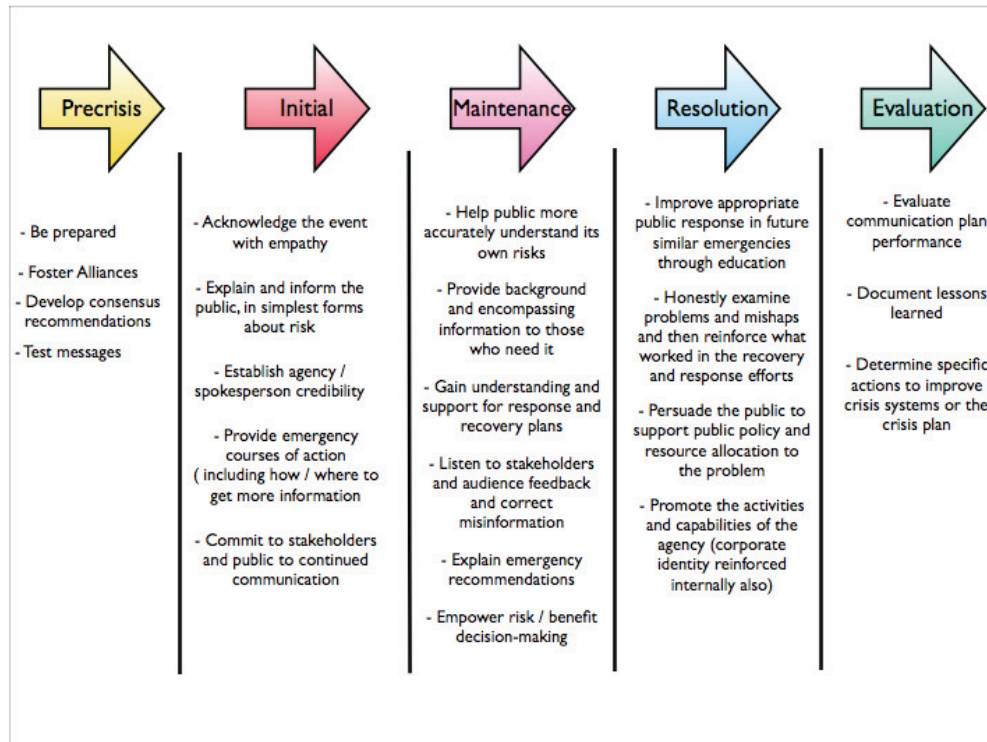 Precrisis
Initial
Maintenance
Resolution
Evaluation
- Be prepared
- Foster Alliances
- Develop consensus
recommendations
- Test messages
- Acknowledge the event
with empathy
- Explain and inform the
public, in simplest forms
about risk
- Establish agency /
spokesperson credibility
- Provide emergency
courses of action
( including how / where to
get more information
- Commit to stakeholders
and public to continued
communication
- Help public more
accurately understand its
own risks
- Provide background
and encompassing
information to those
who need it
- Gain understanding and
support for response and
recovery plans
- Listen to stakeholders
and audience feedback
and correct
misinformation
- Explain emergency
recommendations
- Empower risk / benefit
decision-making
- Improve appropriate
public response in future
similar emergencies
through education
- Honestly examine
problems and mishaps
and then reinforce what
worked in the recovery
and response efforts
- Persuade the public to
support public policy and
resource allocation to
the problem
- Promote the activities
and capabilities of the
agency (corporate
identity reinforced
internally also)
- Evaluate
communication plan
performance
- Document lessons
learned
- Determine specific
actions to improve
crisis systems or the
crisis plan